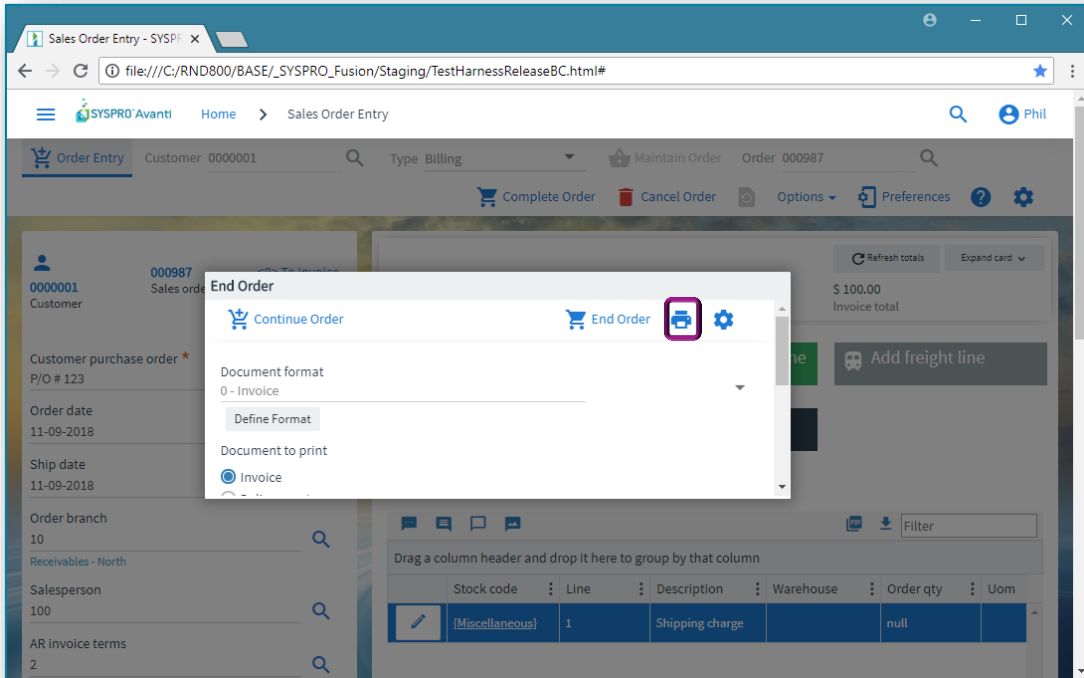 Sales Order Entry - SYSPR
file:///C:/RND800/BASE/_SYSPRO_Fusion/Staging/TestHarnessReleaseBC.html#
SYSPRO Avanti Home > Sales Order Entry Phil
Order Entry Customer 0000001 Type Billing Maintain Order Order 000987
Complete Order Cancel Order Options Preferences
Refresh totals Expand card
000987 <8> To invoice
0000001 Sales orde
Customer
$ 100.00
Invoice total
End Order
Continue Order End Order
Document format
0 - Invoice
Define Format
Document to print
Invoice
Customer purchase order *
P/O # 123
Order date
11-09-2018
Ship date
11-09-2018
Order branch
10
Receivables - North
Salesperson
100
AR invoice terms
2
ne Add freight line
PDF Filter
Drag a column header and drop it here to group by that column
Stock code Line Description Warehouse Order qty Uom
{Miscellaneous} 1 Shipping charge null